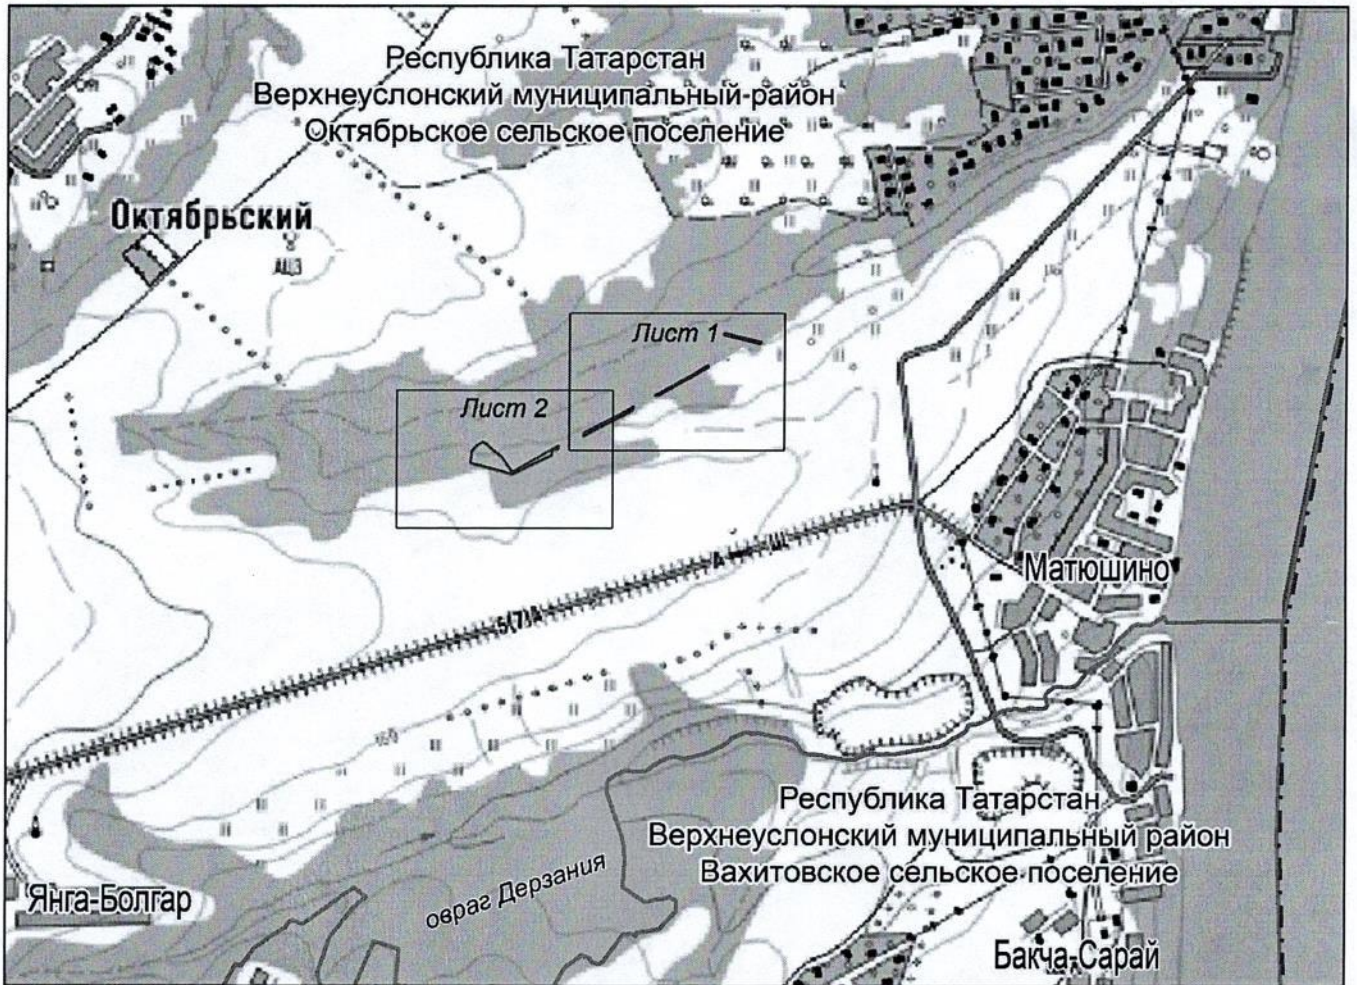 Республика Татарстан
Верхнеуслонский муниципальный район
Октябрьское сельское поселение
Октябрьский
Лист 1
Лист 2
Матюшино
Республика Татарстан
Верхнеуслонский муниципальный район
Вахитовское сельское поселение
овраг Дерзания
Янга-Болгар
Бакча-Сарай